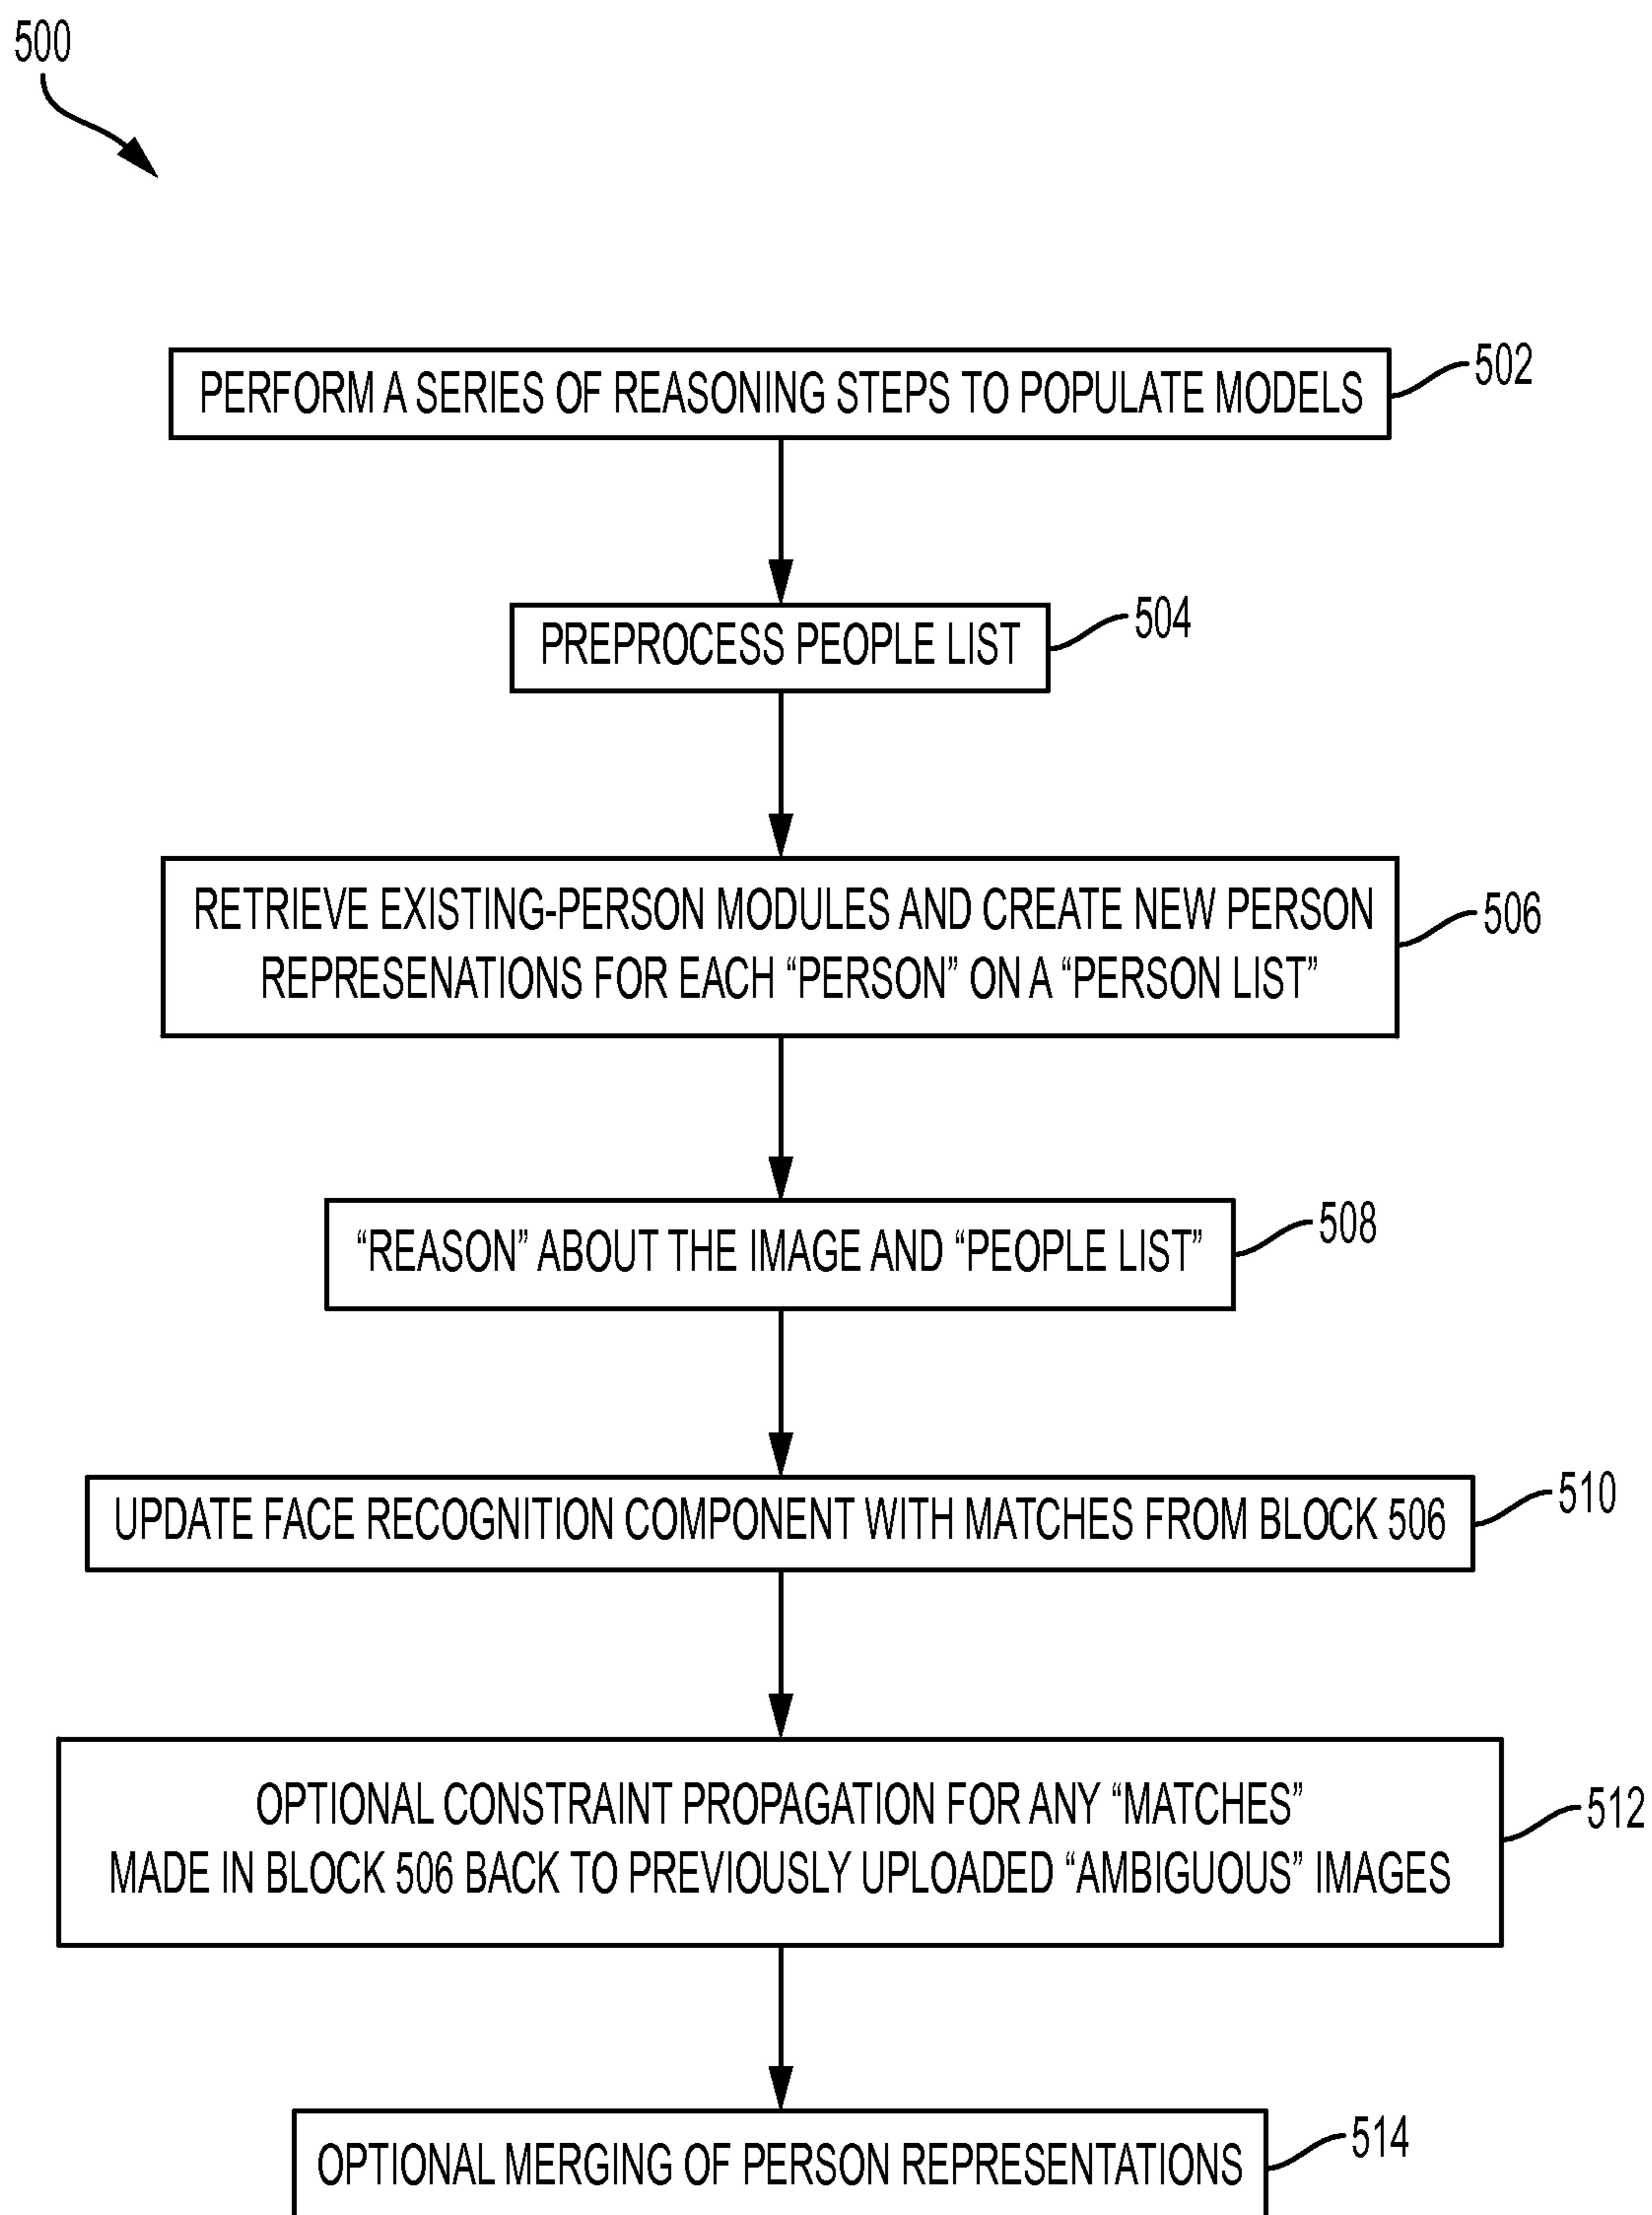 500
PERFORM A SERIES OF REASONING STEPS TO POPULATE MODELS
502
PREPROCESS PEOPLE LIST
504
RETRIEVE EXISTING-PERSON MODULES AND CREATE NEW PERSON
REPRESENATIONS FOR EACH “PERSON” ON A “PERSON LIST”
506
“REASON” ABOUT THE IMAGE AND “PEOPLE LIST”
508
UPDATE FACE RECOGNITION COMPONENT WITH MATCHES FROM BLOCK 506
510
OPTIONAL CONSTRAINT PROPAGATION FOR ANY “MATCHES”
MADE IN BLOCK 506 BACK TO PREVIOUSLY UPLOADED “AMBIGUOUS” IMAGES
512
OPTIONAL MERGING OF PERSON REPRESENTATIONS
514